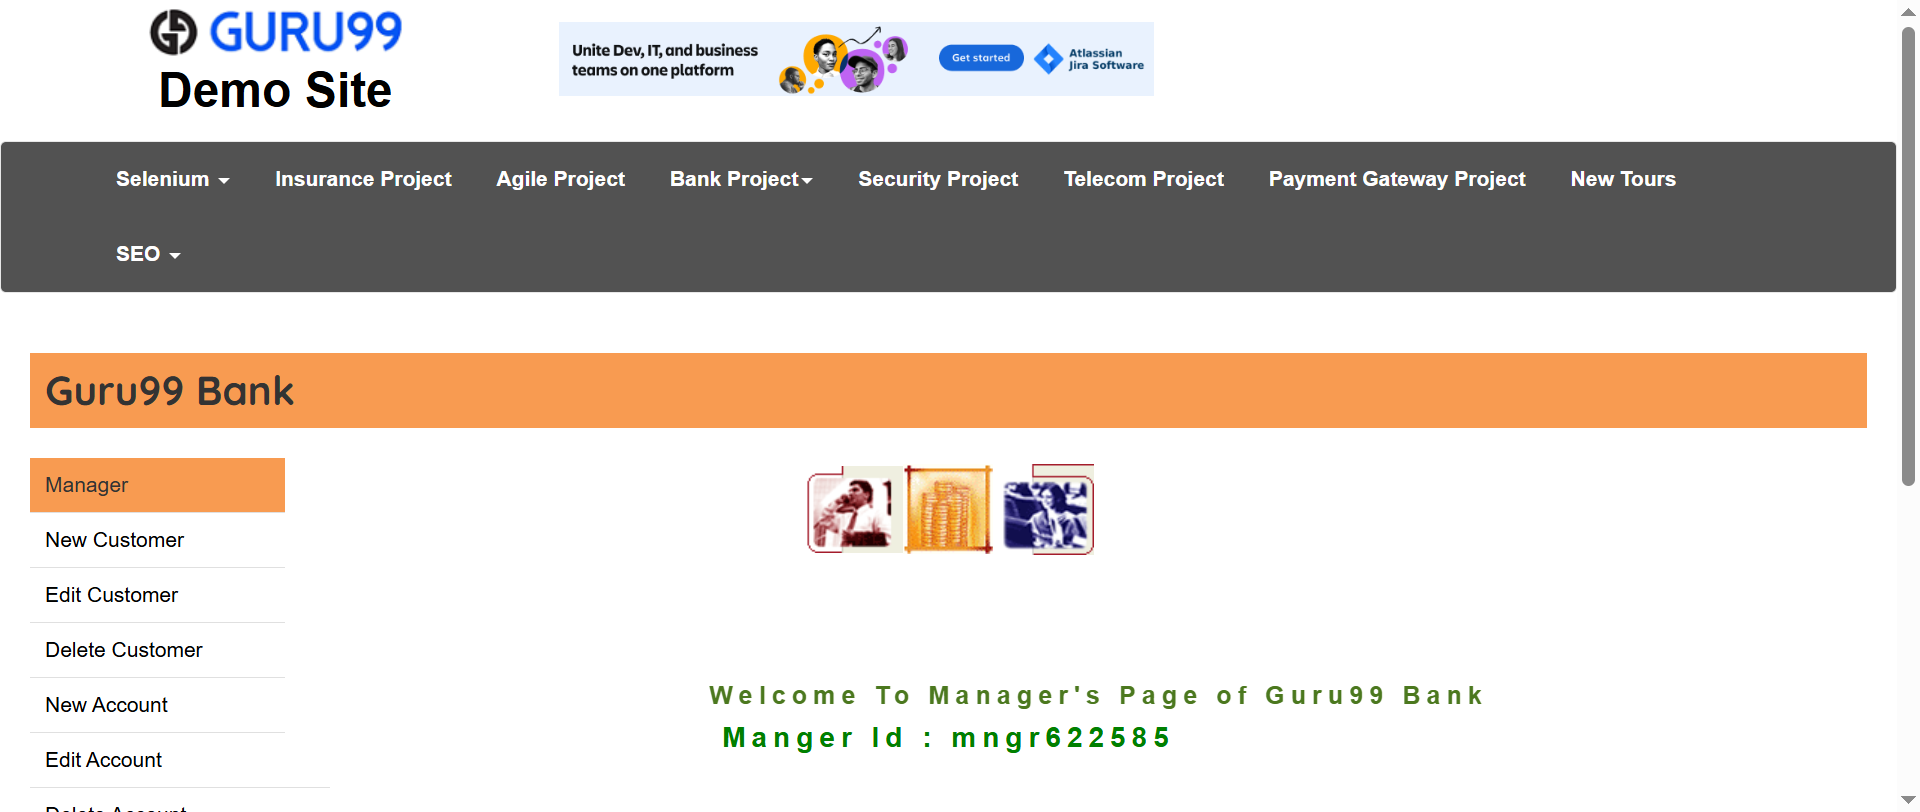 GURU99
Demo Site
Unite Dev, IT, and business
teams on one platform
Get started
Atlassian
Jira Software
Selenium
Insurance Project
Agile Project
Bank Project
Security Project
Telecom Project
Payment Gateway Project
New Tours
SEO
Guru99 Bank
Manager
New Customer
Edit Customer
Delete Customer
New Account
Edit Account
Delete Account
Welcome To Manager's Page of Guru99 Bank
Manger Id : mngr622585